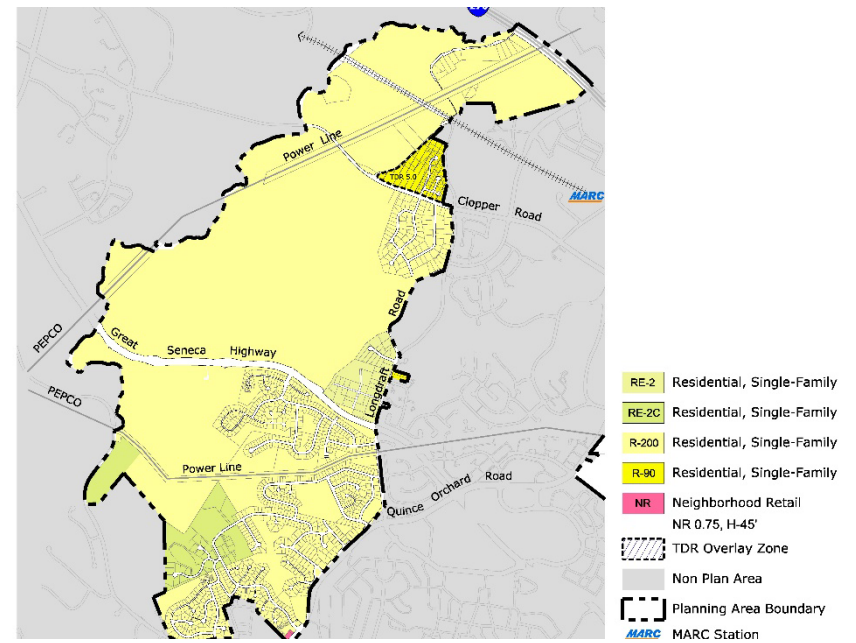 Power Line
TDR 5.0
Clopper Road
MARC
Road
PEPCO
Great Seneca Highway
Longdraft
PEPCO
Power Line
Quince Orchard Road
RE-2 Residential, Single-Family
RE-2C Residential, Single-Family
R-200 Residential, Single-Family
R-90 Residential, Single-Family
NR Neighborhood Retail
NR 0.75, H-45'
TDR Overlay Zone
Non Plan Area
Planning Area Boundary
MARC MARC Station